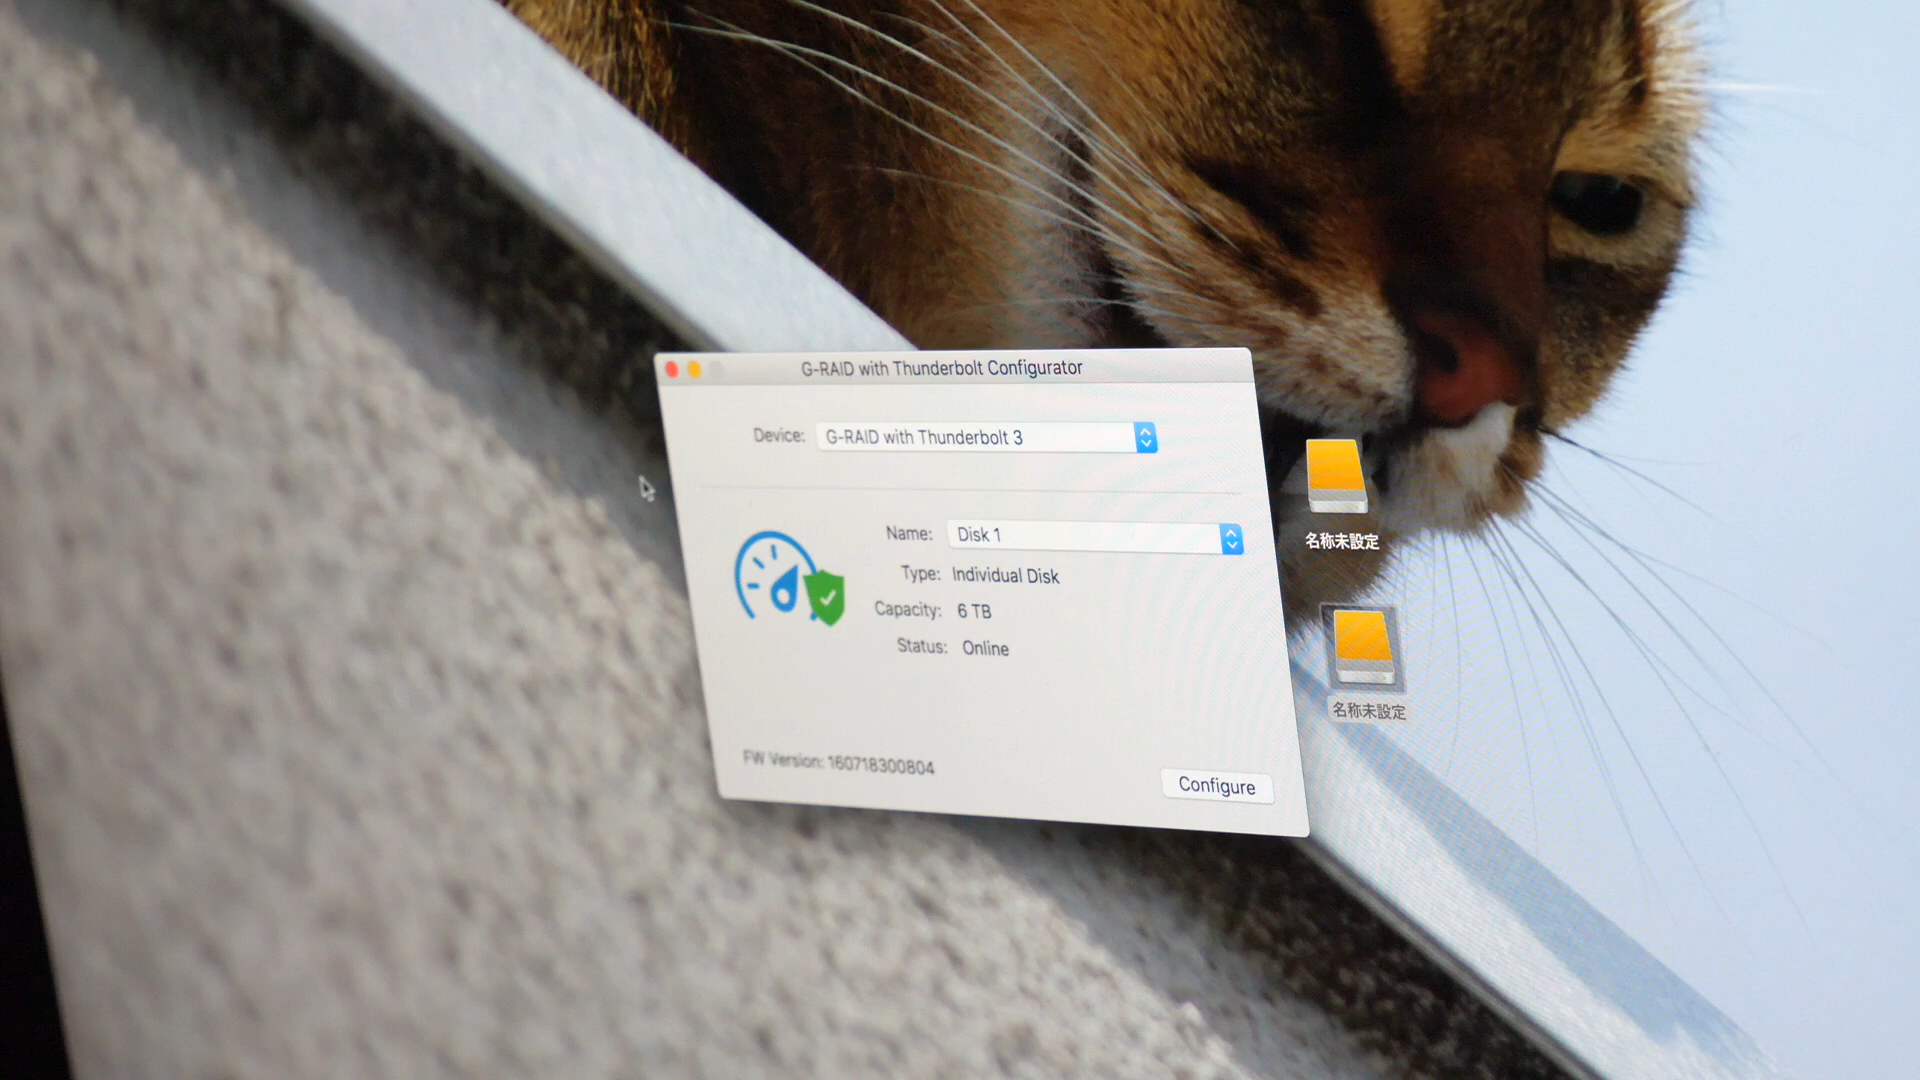 G-RAID with Thunderbolt Configurator
Device: G-RAID with Thunderbolt 3
Name: Disk 1
Type: Individual Disk
Capacity: 6 TB
Status: Online
FW Version: 160718300804
Configure
名称未設定
名称未設定